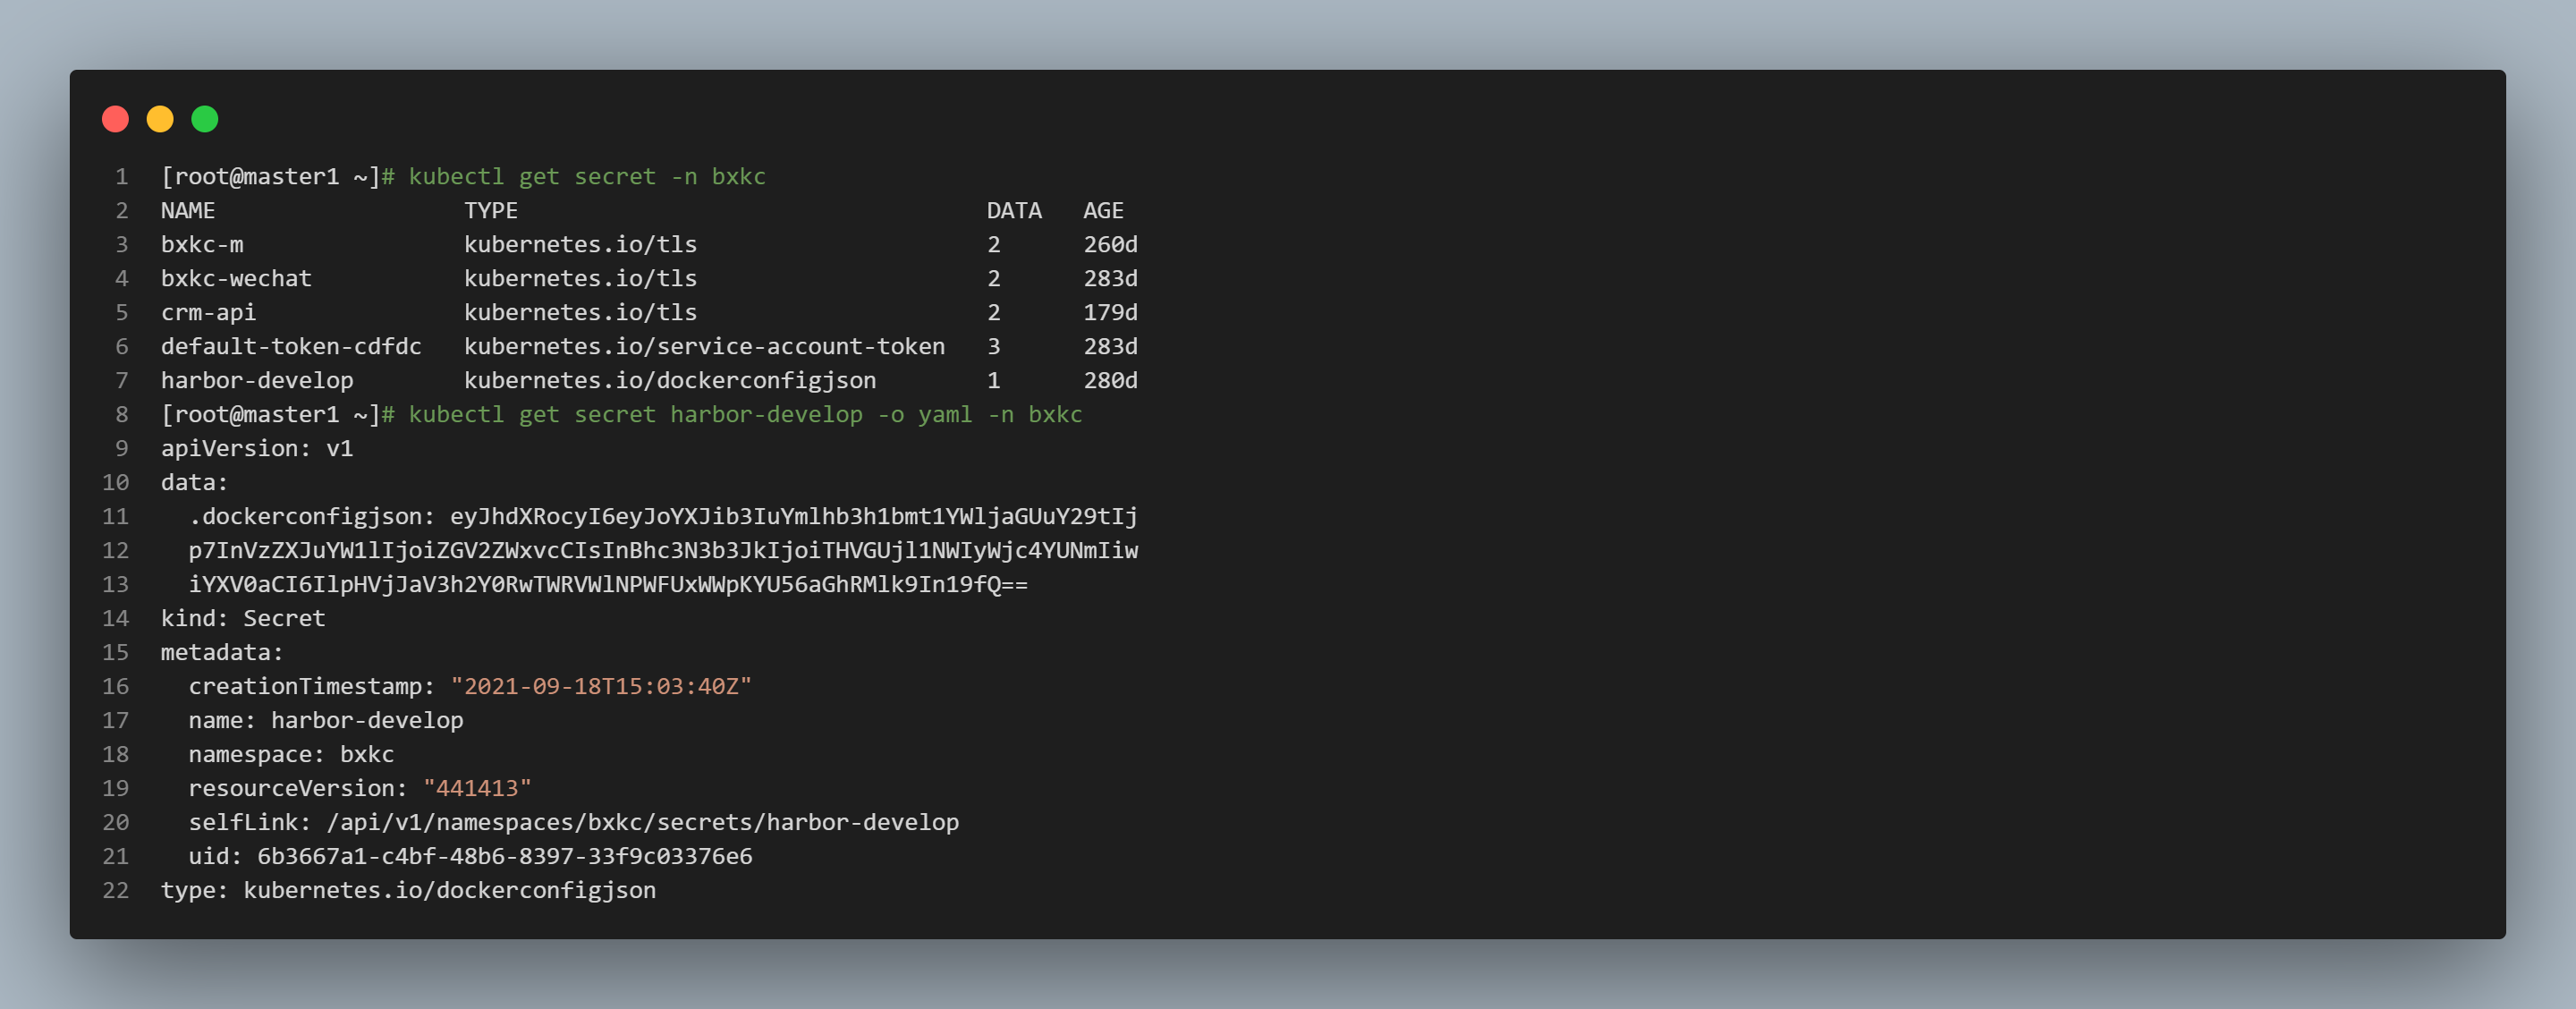 1 [root@master1 ~]# kubectl get secret -n bxkc
2 NAME TYPE DATA AGE
3 bxkc-m kubernetes.io/tls 2 260d
4 bxkc-wechat kubernetes.io/tls 2 283d
5 crm-api kubernetes.io/tls 2 179d
6 default-token-cdfdc kubernetes.io/service-account-token 3 283d
7 harbor-develop kubernetes.io/dockerconfigjson 1 280d
8 [root@master1 ~]# kubectl get secret harbor-develop -o yaml -n bxkc
9 apiVersion: v1
10 data:
11 .dockerconfigjson: eyJhdXRocyI6eyJoYXJib3IuYmlhb3h1bmt1YWljaGUuY29tIj
12 p7InVzZXJuYW1lIjoiZGV2ZWxvcCIsInBhc3N3b3JkIjoiTHVGUjl1NWIyWjc4YUNmIiw
13 iYXV0aCI6IlpHVjJaV3h2Y0RwTWRVWlNPWFUxWWpKYU56aGhRMlk9In19fQ==
14 kind: Secret
15 metadata:
16 creationTimestamp: "2021-09-18T15:03:40Z"
17 name: harbor-develop
18 namespace: bxkc
19 resourceVersion: "441413"
20 selfLink: /api/v1/namespaces/bxkc/secrets/harbor-develop
21 uid: 6b3667a1-c4bf-48b6-8397-33f9c03376e6
22 type: kubernetes.io/dockerconfigjson